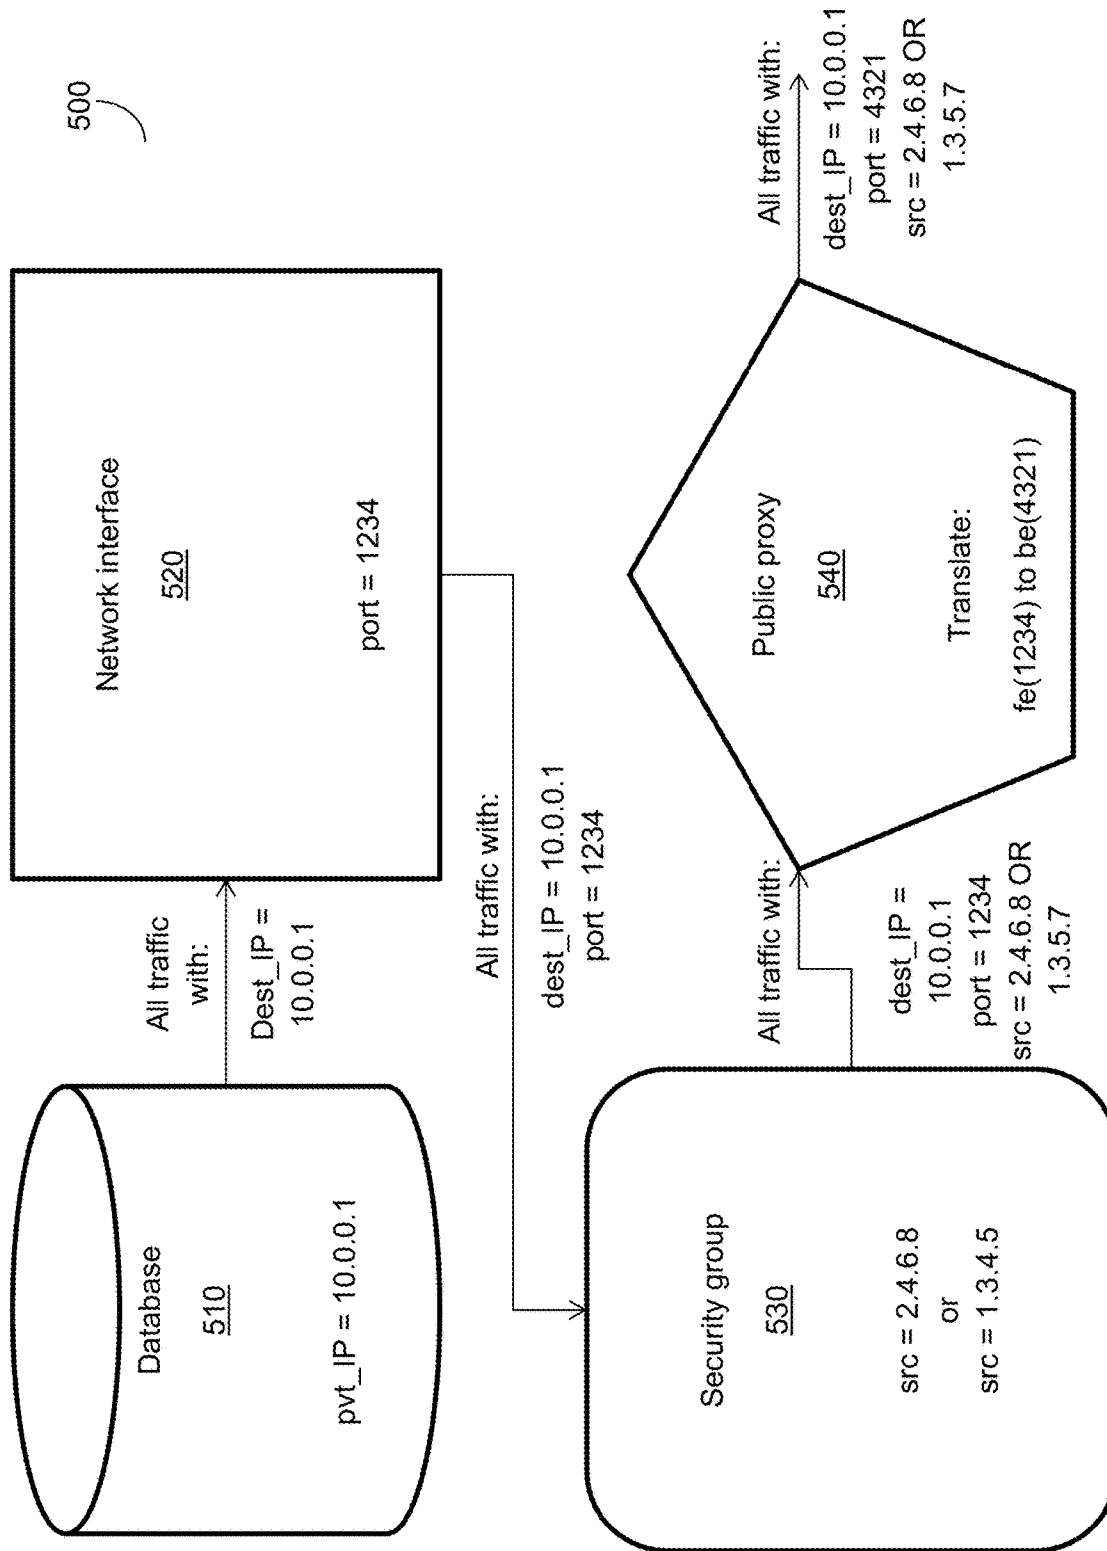 500
Database
510
pvt_IP = 10.0.0.1
All traffic
with:
Dest_IP =
10.0.0.1
Network interface
520
port = 1234
All traffic with:
dest_IP = 10.0.0.1
port = 1234
Security group
530
src = 2.4.6.8
or
src = 1.3.4.5
All traffic with:
dest_IP =
10.0.0.1
port = 1234
src = 2.4.6.8 OR
1.3.5.7
Public proxy
540
Translate:
fe(1234) to be(4321)
All traffic with:
dest_IP = 10.0.0.1
port = 4321
src = 2.4.6.8 OR
1.3.5.7